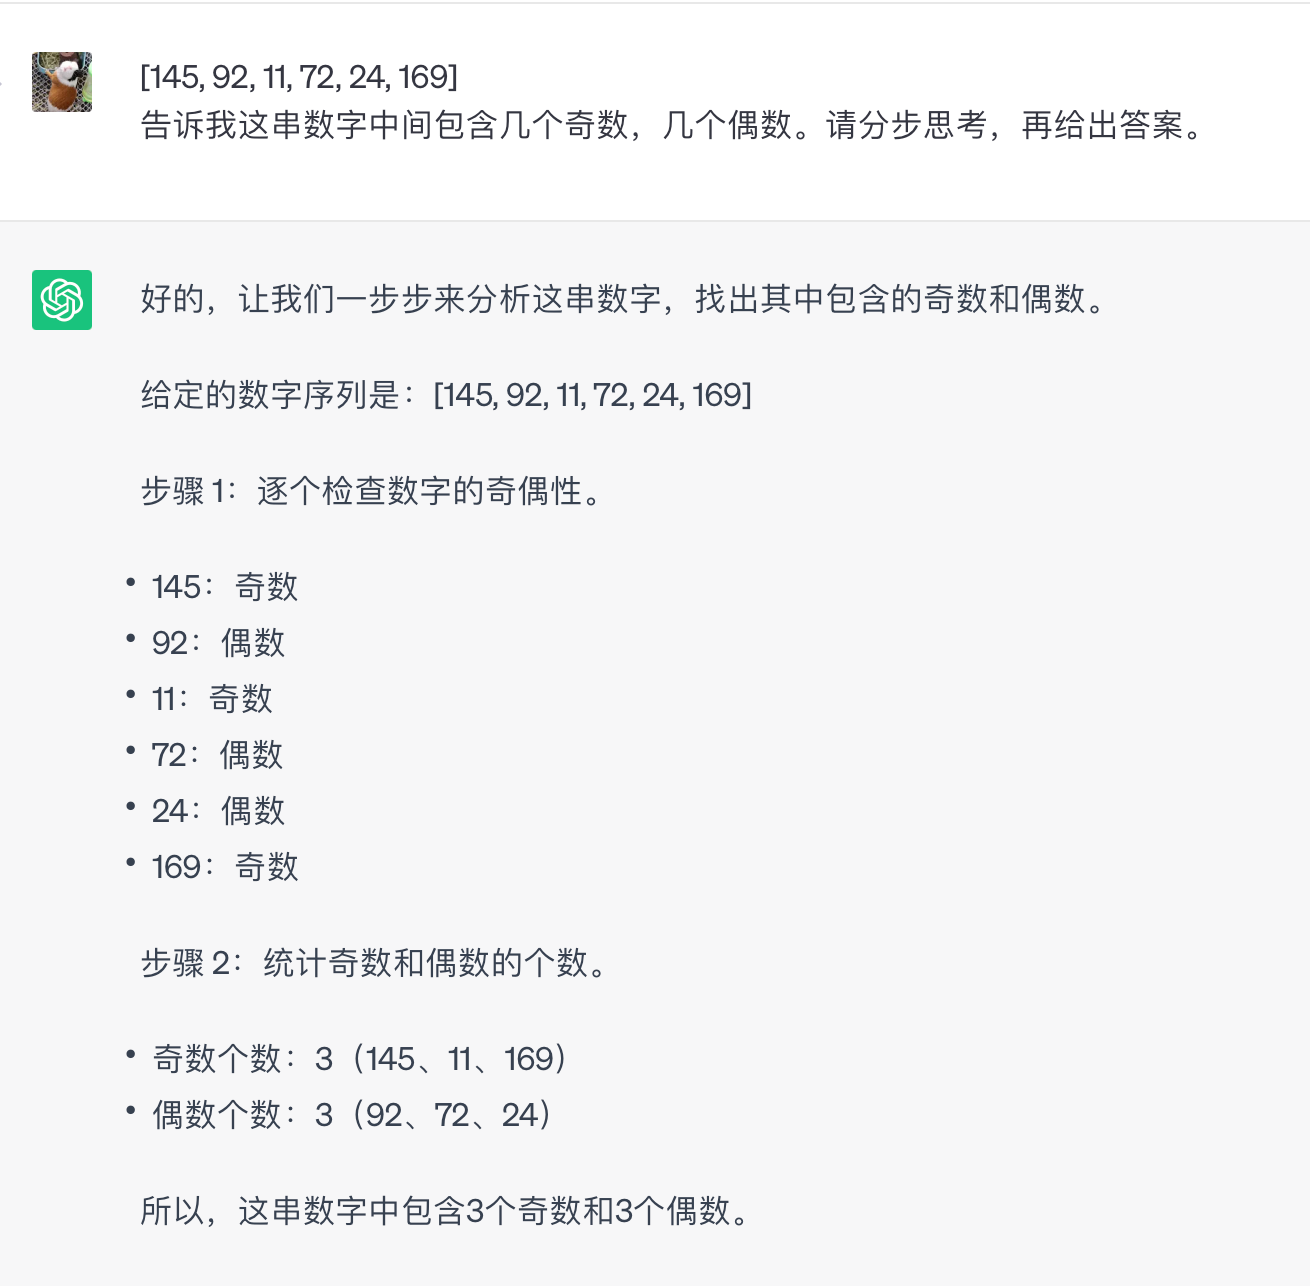 [145, 92, 11, 72, 24, 169]
告诉我这串数字中间包含几个奇数，几个偶数。请分步思考，再给出答案。
好的，让我们一步步来分析这串数字，找出其中包含的奇数和偶数。
给定的数字序列是：[145, 92, 11, 72, 24, 169]
步骤 1：逐个检查数字的奇偶性。
• 145：奇数
• 92：偶数
• 11：奇数
• 72：偶数
• 24：偶数
• 169：奇数
步骤 2：统计奇数和偶数的个数。
• 奇数个数：3（145、11、169）
• 偶数个数：3（92、72、24）
所以，这串数字中包含3个奇数和3个偶数。